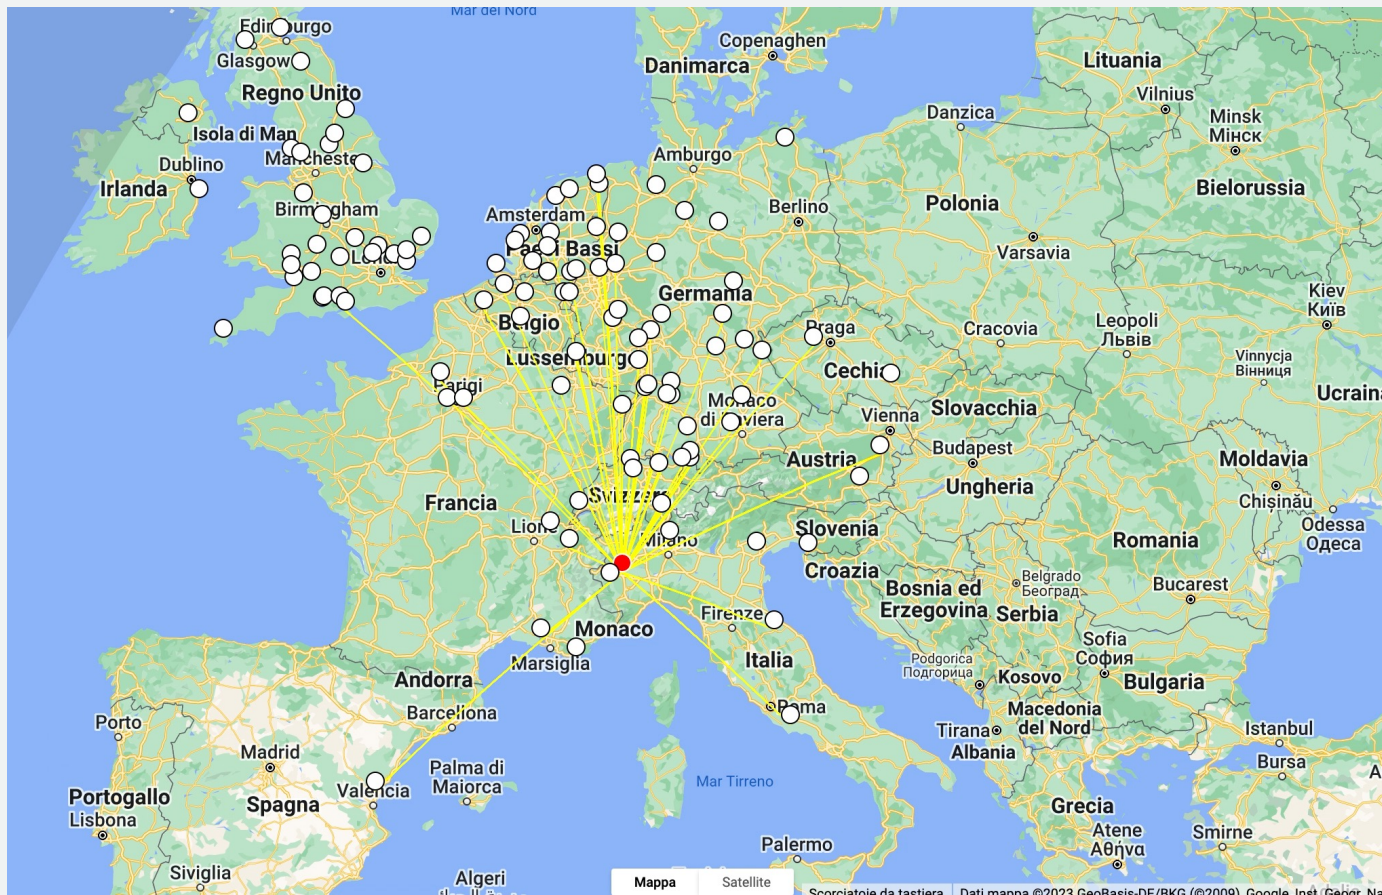 Mar del Nord
Edimburgo
Glasgow
Regno Unito
Isola di Man
Dublino
Manchester
Irlanda
Birmingham
Copenaghen
Danimarca
Lituania
Vilnius
Minsk
Мінск
Danzica
Amburgo
Bielorussia
Amsterdam
Berlino
Polonia
Paesi Bassi
Varsavia
Germania
Kiev
Київ
Belgio
Praga
Cracovia
Leopoli
Львів
Lussemburgo
Vinnycja
Вінниця
Cechia
Parigi
Ucraina
Monaco
di Baviera
Slovacchia
Vienna
Budapest
Austria
Moldavia
Ungheria
Chișinău
Svizzera
Francia
Odessa
Одеса
Lione
Slovenia
Milano
Romania
Croazia
Belgrado
Београд
Bosnia ed
Erzegovina
Bucarest
Serbia
Firenze
Monaco
Sofia
София
Marsiglia
Italia
Podgorica
Подгорица
Kosovo
Bulgaria
Andorra
Barcellona
Roma
Macedonia
del Nord
Porto
Tirana
Istanbul
Albania
Madrid
Bursa
Palma di
Maiorca
Mar Tirreno
Valencia
Portogallo
Spagna
Lisbona
Grecia
Atene
Αθήνα
Smirne
Palermo
Siviglia
Algeri
Mappa
Satellite
Scorciatoie da tastiera
Dati mappa ©2023 GeoBasis-DE/BKG (©2009), Google, Inst. Geogr. Na